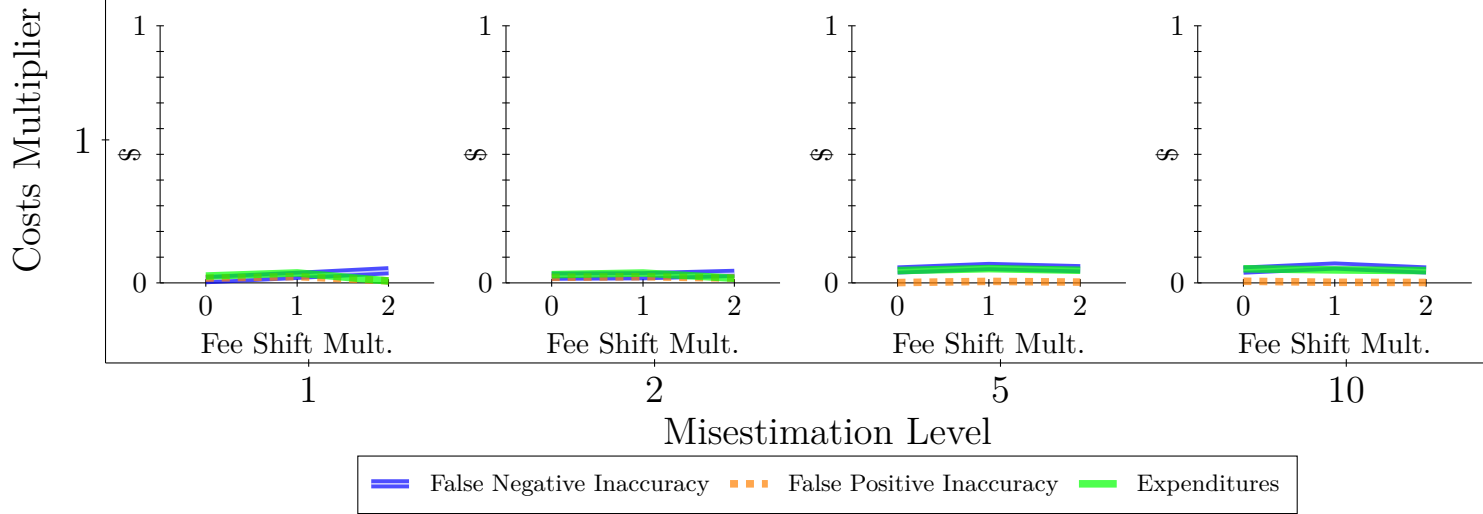 Costs Multiplier
1
1
$
0
0 1 2
Fee Shift Mult.
1
$
0
0 1 2
Fee Shift Mult.
1
$
0
0 1 2
Fee Shift Mult.
1
$
0
0 1 2
Fee Shift Mult.
1 2 5 10
Misestimation Level
False Negative Inaccuracy False Positive Inaccuracy Expenditures